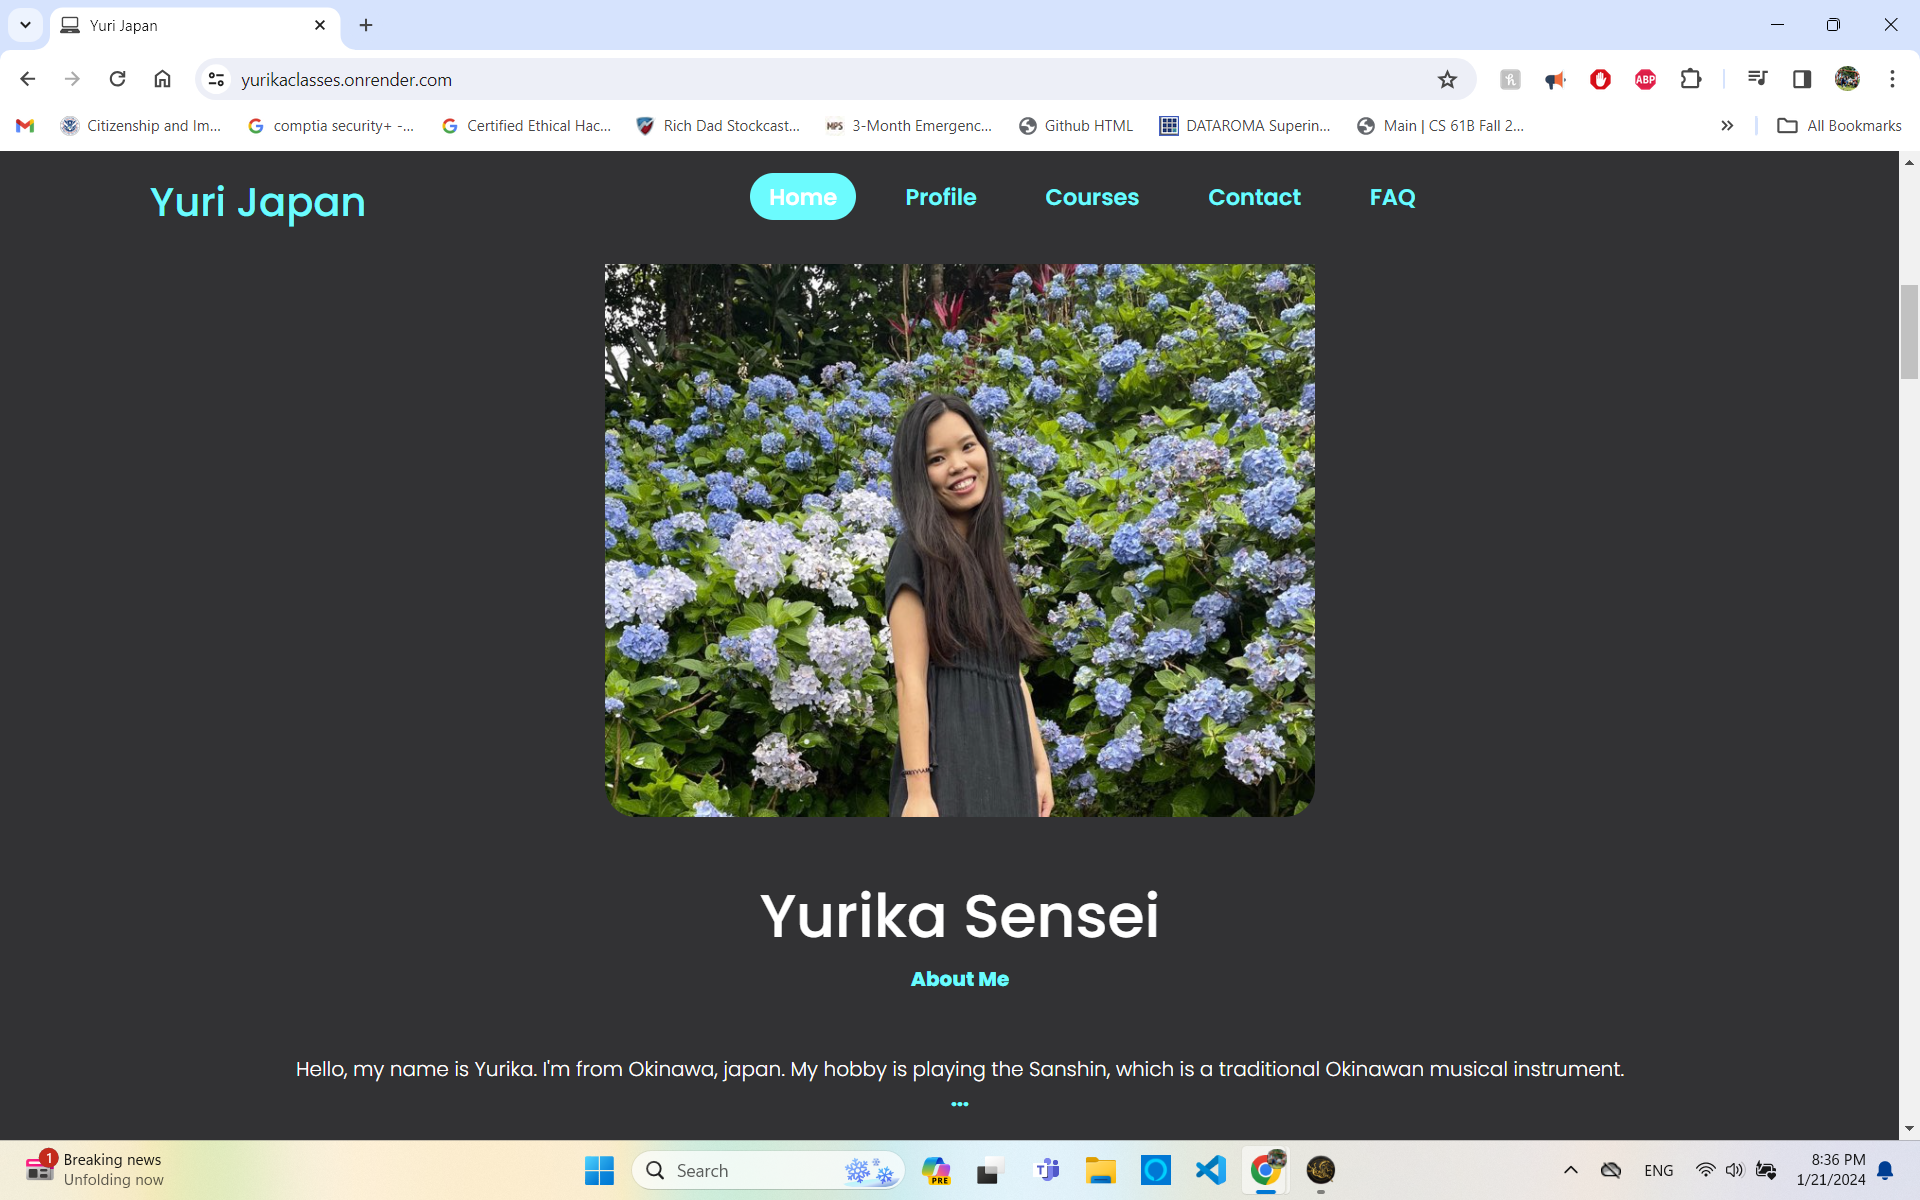 Yuri Japan
yurikaclasses.onrender.com
ABP
Citizenship and Im...
comptia security+ -...
Certified Ethical Hac...
Rich Dad Stockcast...
MPS
3-Month Emergenc...
Github HTML
DATAROMA Superin...
Main | CS 61B Fall 2...
All Bookmarks
Yuri Japan
Home
Profile
Courses
Contact
FAQ
Yurika Sensei
About Me
Hello, my name is Yurika. I'm from Okinawa, japan. My hobby is playing the Sanshin, which is a traditional Okinawan musical instrument.
...
1
Breaking news
Unfolding now
Search
PRE
ENG
8:36 PM
1/21/2024